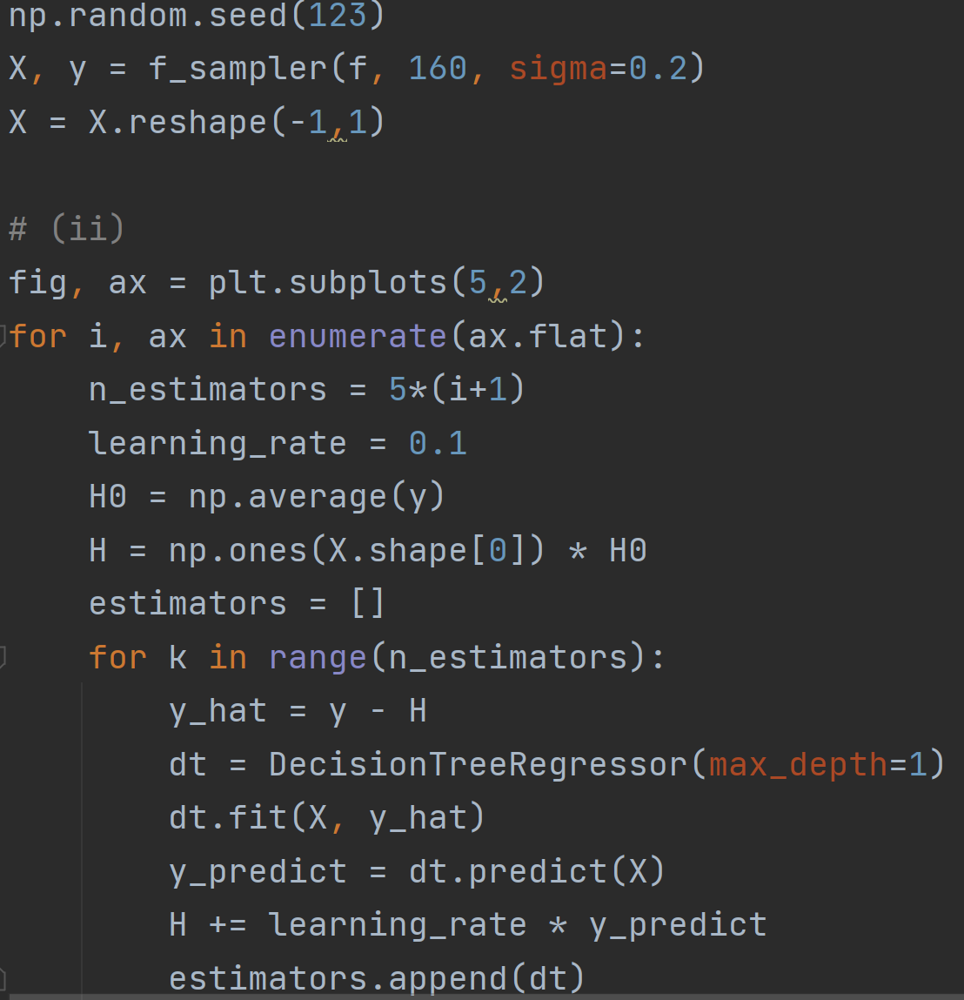 np.random.seed(123)
X, y = f_sampler(f, 160, sigma=0.2)
X = X.reshape(-1,1)
# (ii)
fig, ax = plt.subplots(5,2)
for i, ax in enumerate(ax.flat):
    n_estimators = 5*(i+1)
    learning_rate = 0.1
    H0 = np.average(y)
    H = np.ones(X.shape[0]) * H0
    estimators = []
    for k in range(n_estimators):
        y_hat = y - H
        dt = DecisionTreeRegressor(max_depth=1)
        dt.fit(X, y_hat)
        y_predict = dt.predict(X)
        H += learning_rate * y_predict
        estimators.append(dt)